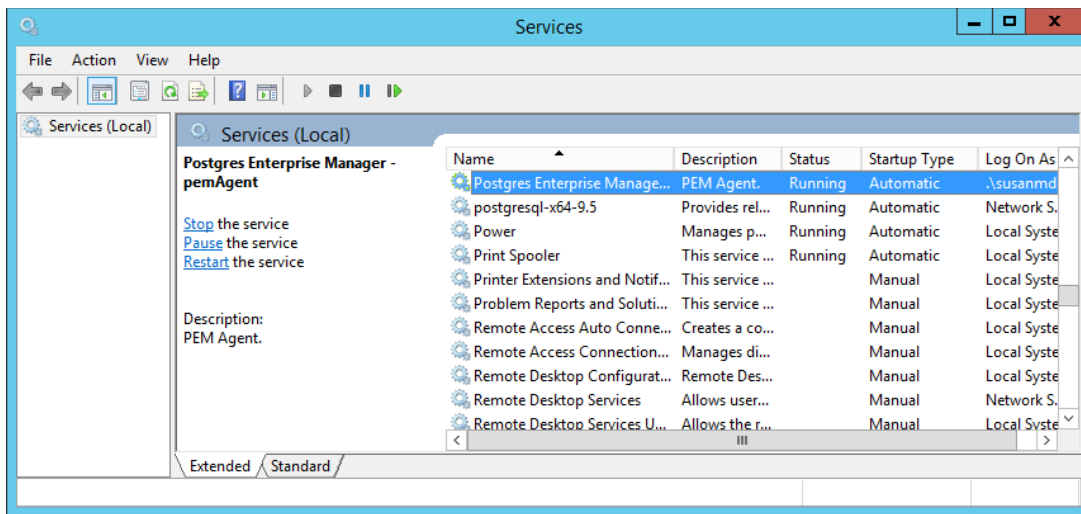 Services
File Action View Help
Services (Local)
Services (Local)
Postgres Enterprise Manager -
pemAgent
Stop the service
Pause the service
Restart the service
Description:
PEM Agent.
Name Description Status Startup Type Log On As
Postgres Enterprise Manage... PEM Agent. Running Automatic .\susanmd
postgresql-x64-9.5 Provides rel... Running Automatic Network S.
Power Manages p... Running Automatic Local Syste
Print Spooler This service ... Running Automatic Local Syste
Printer Extensions and Notif... This service ... Manual Local Syste
Problem Reports and Soluti... This service ... Manual Local Syste
Remote Access Auto Conne... Creates a co... Manual Local Syste
Remote Access Connection... Manages di... Manual Local Syste
Remote Desktop Configurat... Remote Des... Manual Local Syste
Remote Desktop Services Allows user... Manual Network S.
Remote Desktop Services U... Allows the r... Manual Local Syste
Extended Standard